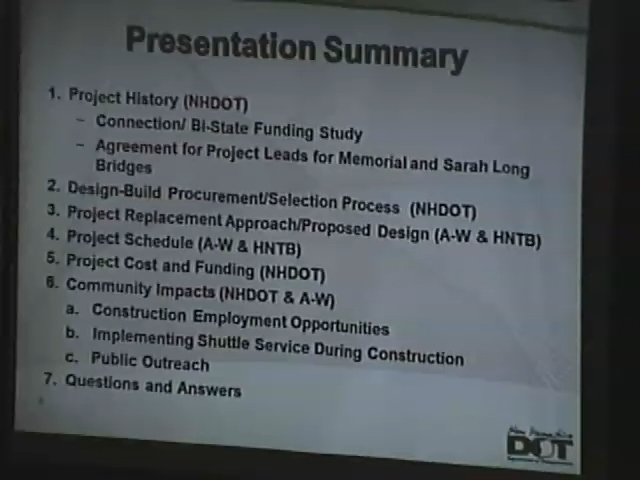 Presentation Summary
1. Project History (NHDOT)
- Connection/ Bi-State Funding Study
- Agreement for Project Leads for Memorial and Sarah Long
Bridges
2. Design-Build Procurement/Selection Process (NHDOT)
3. Project Replacement Approach/Proposed Design (A-W & HNTB)
4. Project Schedule (A-W & HNTB)
5. Project Cost and Funding (NHDOT)
6. Community Impacts (NHDOT & A-W)
a. Construction Employment Opportunities
b. Implementing Shuttle Service During Construction
c. Public Outreach
7. Questions and Answers
New Hampshire
DOT